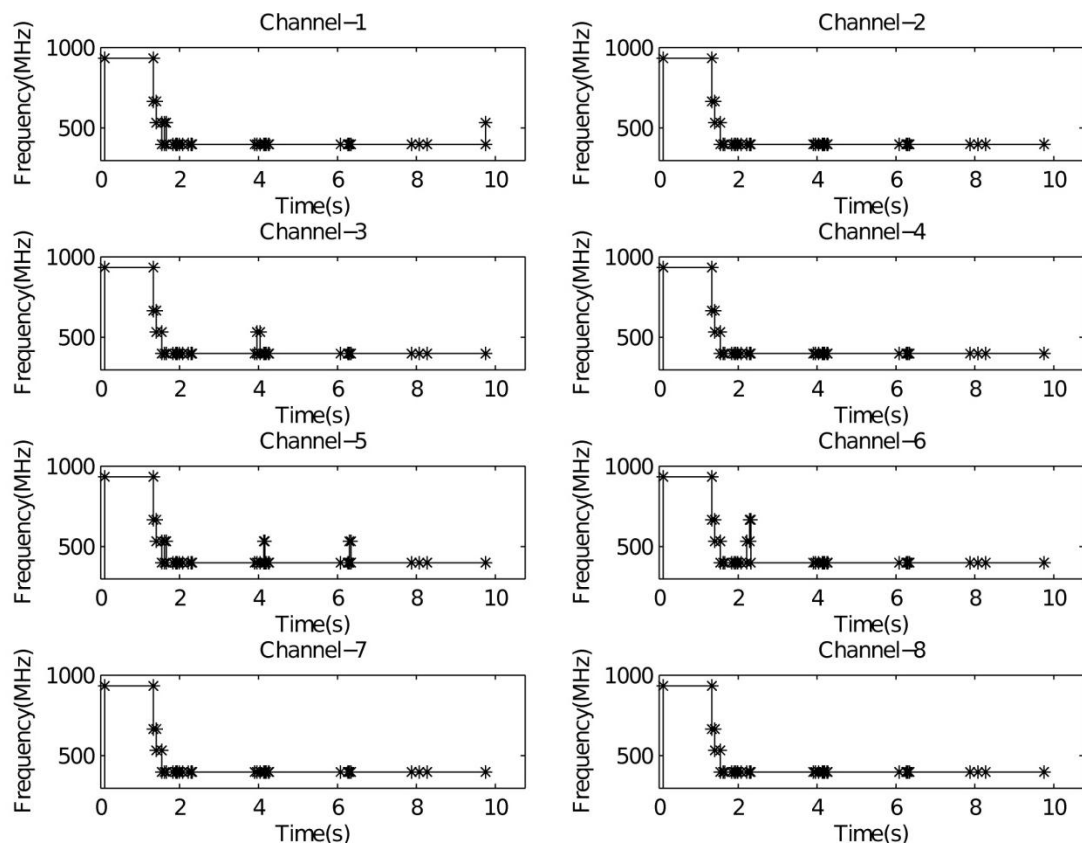 Channel–1
Frequency(MHz)
1000
500
0 2 4 6 8 10
Time(s)
Channel–2
Frequency(MHz)
1000
500
0 2 4 6 8 10
Time(s)
Channel–3
Frequency(MHz)
1000
500
0 2 4 6 8 10
Time(s)
Channel–4
Frequency(MHz)
1000
500
0 2 4 6 8 10
Time(s)
Channel–5
Frequency(MHz)
1000
500
0 2 4 6 8 10
Time(s)
Channel–6
Frequency(MHz)
1000
500
0 2 4 6 8 10
Time(s)
Channel–7
Frequency(MHz)
1000
500
0 2 4 6 8 10
Time(s)
Channel–8
Frequency(MHz)
1000
500
0 2 4 6 8 10
Time(s)